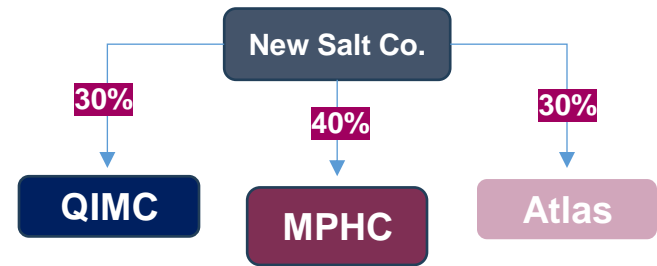 New Salt Co.
30%
40%
30%
QIMC
MPHC
Atlas